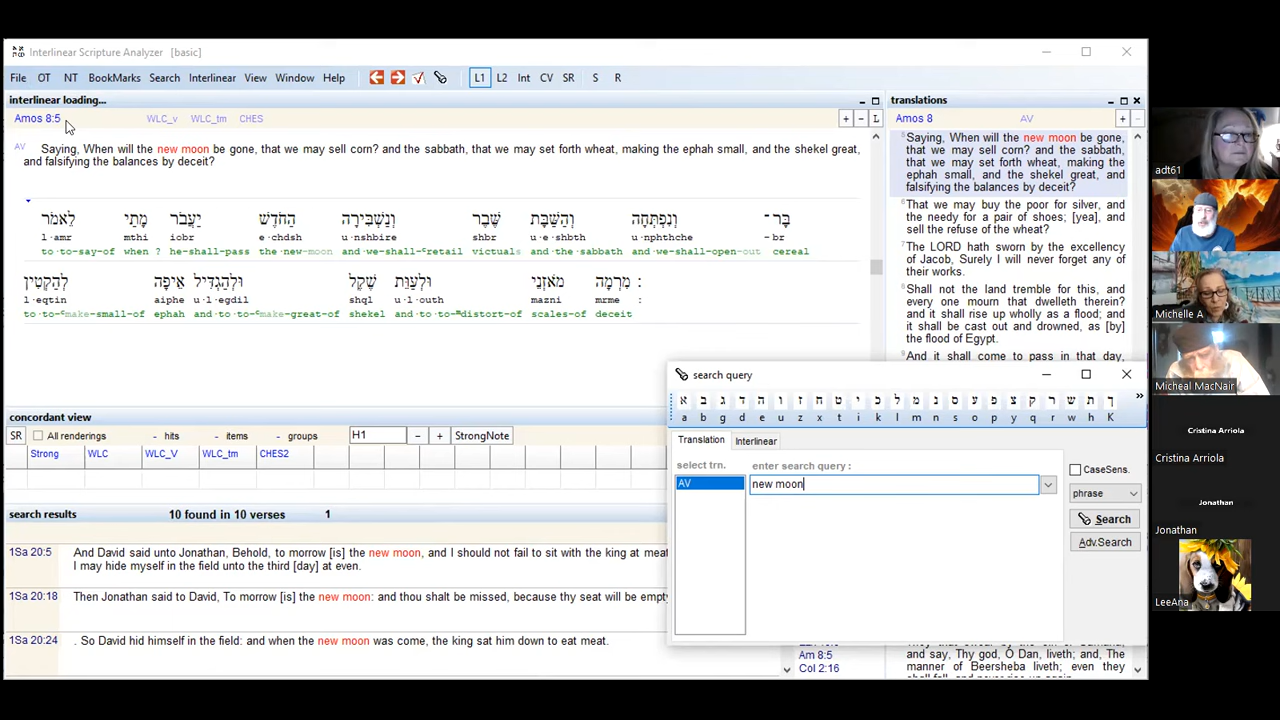 Interlinear Scripture Analyzer [basic]
File OT NT BookMarks Search Interlinear View Window Help L1 L2 Int CV SR S R
interlinear loading...
Amos 8:5 WLC_v WLC_tm CHES
AV Saying, When will the new moon be gone, that we may sell corn? and the sabbath, that we may set forth wheat, making the ephah small, and the shekel great,
and falsifying the balances by deceit?
לֵאמֹר מָתַי יַעֲבֹר הַחֹדֶשׁ וְנַשְׁבִּירָה שֶּׁבֶר וְהַשַּׁבָּת וְנִפְתְּחָה בָּר־
l·amr mthi iobr e·chdsh u·nshbire shbr u·e·shbth u·nphthche br -
to·to-say-of when ? he-shall-pass the·new-moon and·we-shall-cretail victuals and·the·sabbath and·we-shall-open-out cereal
לְהַקְטִין אֵיפָה וּלְהַגְדִּיל שֶׁקֶל וּלְעַוֵּת מֹאזְנֵי מִרְמָה :
l·eqtin aiphe u·l·egdil shql u·l·outh mazni mrme :
to·to-cmake-small-of ephah and·to·to-cmake-great-of shekel and·to·to-mdistort-of scales-of deceit
translations
Amos 8 AV
5 Saying, When will the new moon be gone,
that we may sell corn? and the sabbath,
that we may set forth wheat, making the
ephah small, and the shekel great, and
falsifying the balances by deceit?
6 That we may buy the poor for silver, and
the needy for a pair of shoes; [yea], and
sell the refuse of the wheat?
7 The LORD hath sworn by the excellency
of Jacob, Surely I will never forget any
of their works.
8 Shall not the land tremble for this, and
every one mourn that dwelleth therein?
and it shall rise up wholly as a flood; and
it shall be cast out and drowned, as [by]
the flood of Egypt.
9 And it shall come to pass in that day,
concordant view
SR All renderings - hits - items - groups H1 - + StrongNote
Strong WLC WLC_V WLC_tm CHES2
search results 10 found in 10 verses 1
1Sa 20:5 And David said unto Jonathan, Behold, to morrow [is] the new moon, and I should not fail to sit with the king at meat
I may hide myself in the field unto the third [day] at even.
1Sa 20:18 Then Jonathan said to David, To morrow [is] the new moon: and thou shalt be missed, because thy seat will be empty
1Sa 20:24 . So David hid himself in the field: and when the new moon was come, the king sat him down to eat meat.
search query
א ב ג ד ה ו ז ח ט י כ ל מ נ ס ע פ צ ק ר ש ת ך
a b g d e u z x t i k l m n s o p c q r w h K
Translation Interlinear
select trn. enter search query :
AV new moon
CaseSens.
phrase
Search
Adv.Search
Am 8:5
Col 2:16
and say, Thy god, O Dan, liveth; and, The
manner of Beersheba liveth; even they
adt61
Michelle A
Micheal MacNair
Cristina Arriola
Cristina Arriola
Jonathan
Jonathan
LeeAna